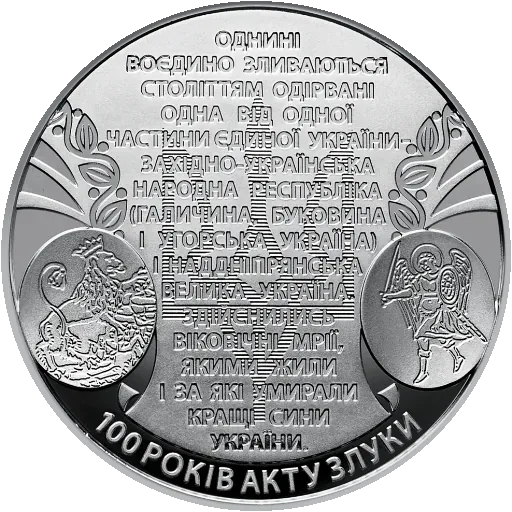 ОДНИНІ
ВОЄДИНО ЗЛИВАЮТЬСЯ
СТОЛІТТЯМ ОДІРВАНІ
ОДНА ВІД ОДНОЇ
ЧАСТИНИ ЄДИНОЇ УКРАЇНИ–
ЗАХІДНО-УКРАЇНСЬКА
НАРОДНА РЕСПУБЛІКА
(ГАЛИЧИНА, БУКОВИНА
І УГОРСЬКА УКРАЇНА)
І НАДДНІПРЯНСЬКА
ВЕЛИКА УКРАЇНА.
ЗДІЙСНИЛИСЬ
ВІКОВІЧНІ МРІЇ,
ЯКИМИ ЖИЛИ
І ЗА ЯКІ УМИРАЛИ
КРАЩІ СИНИ
УКРАЇНИ.
100 РОКІВ АКТУ ЗЛУКИ